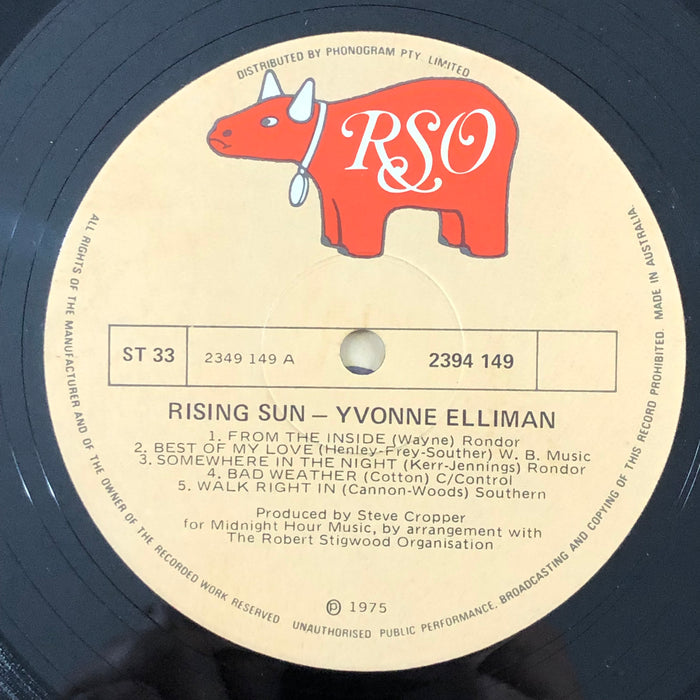 DISTRIBUTED BY PHONOGRAM PTY. LIMITED
RSO
ST 33
2349 149 A
2394 149
RISING SUN – YVONNE ELLIMAN
1. FROM THE INSIDE (Wayne) Rondor
2. BEST OF MY LOVE (Henley-Frey-Souther) W. B. Music
3. SOMEWHERE IN THE NIGHT (Kerr-Jennings) Rondor
4. BAD WEATHER (Cotton) C/Control
5. WALK RIGHT IN (Cannon-Woods) Southern
Produced by Steve Cropper
for Midnight Hour Music, by arrangement with
The Robert Stigwood Organisation
℗ 1975
ALL RIGHTS OF THE MANUFACTURER AND OF THE OWNER OF THE RECORDED WORK RESERVED UNAUTHORISED PUBLIC PERFORMANCE, BROADCASTING AND COPYING OF THIS RECORD PROHIBITED. MADE IN AUSTRALIA.